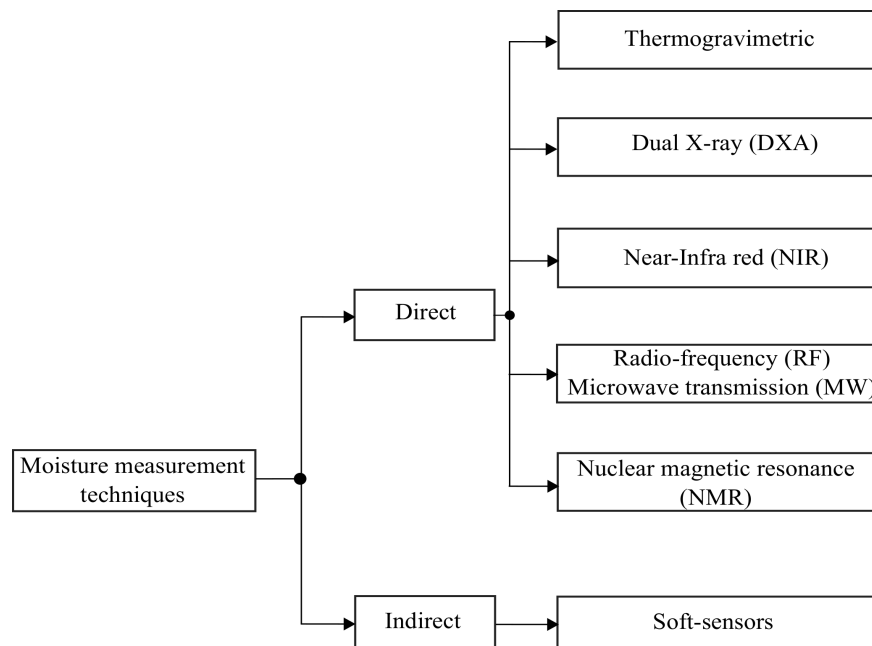 Thermogravimetric
Dual X-ray (DXA)
Near-Infra red (NIR)
Direct
Radio-frequency (RF)
Microwave transmission (MW)
Moisture measurement
techniques
Nuclear magnetic resonance
(NMR)
Indirect
Soft-sensors